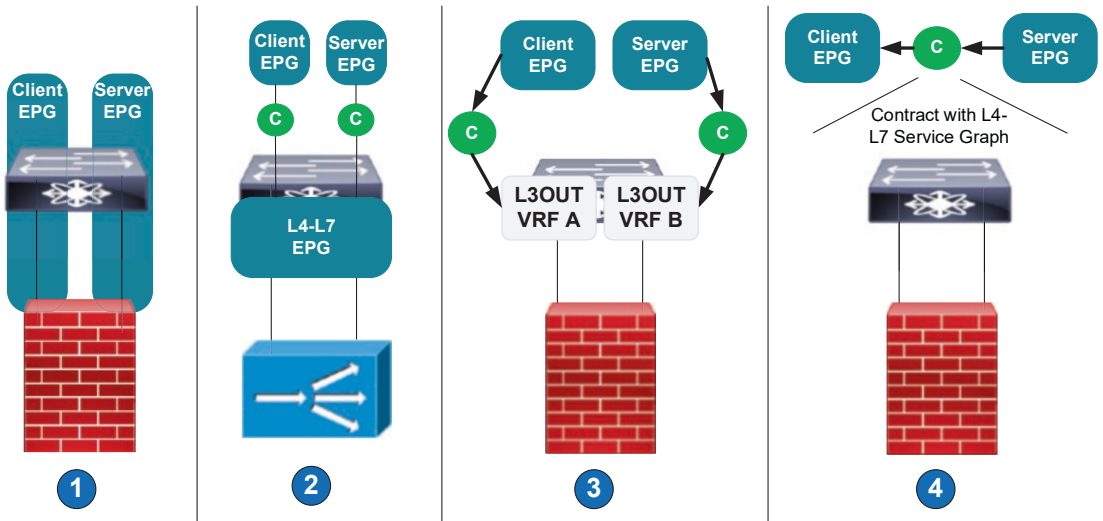 Client
EPG
Server
EPG
1
Client
EPG
Server
EPG
C
C
L4-L7
EPG
2
Client
EPG
Server
EPG
C
C
L3OUT
VRF A
L3OUT
VRF B
3
Client
EPG
C
Server
EPG
Contract with L4-
L7 Service Graph
4